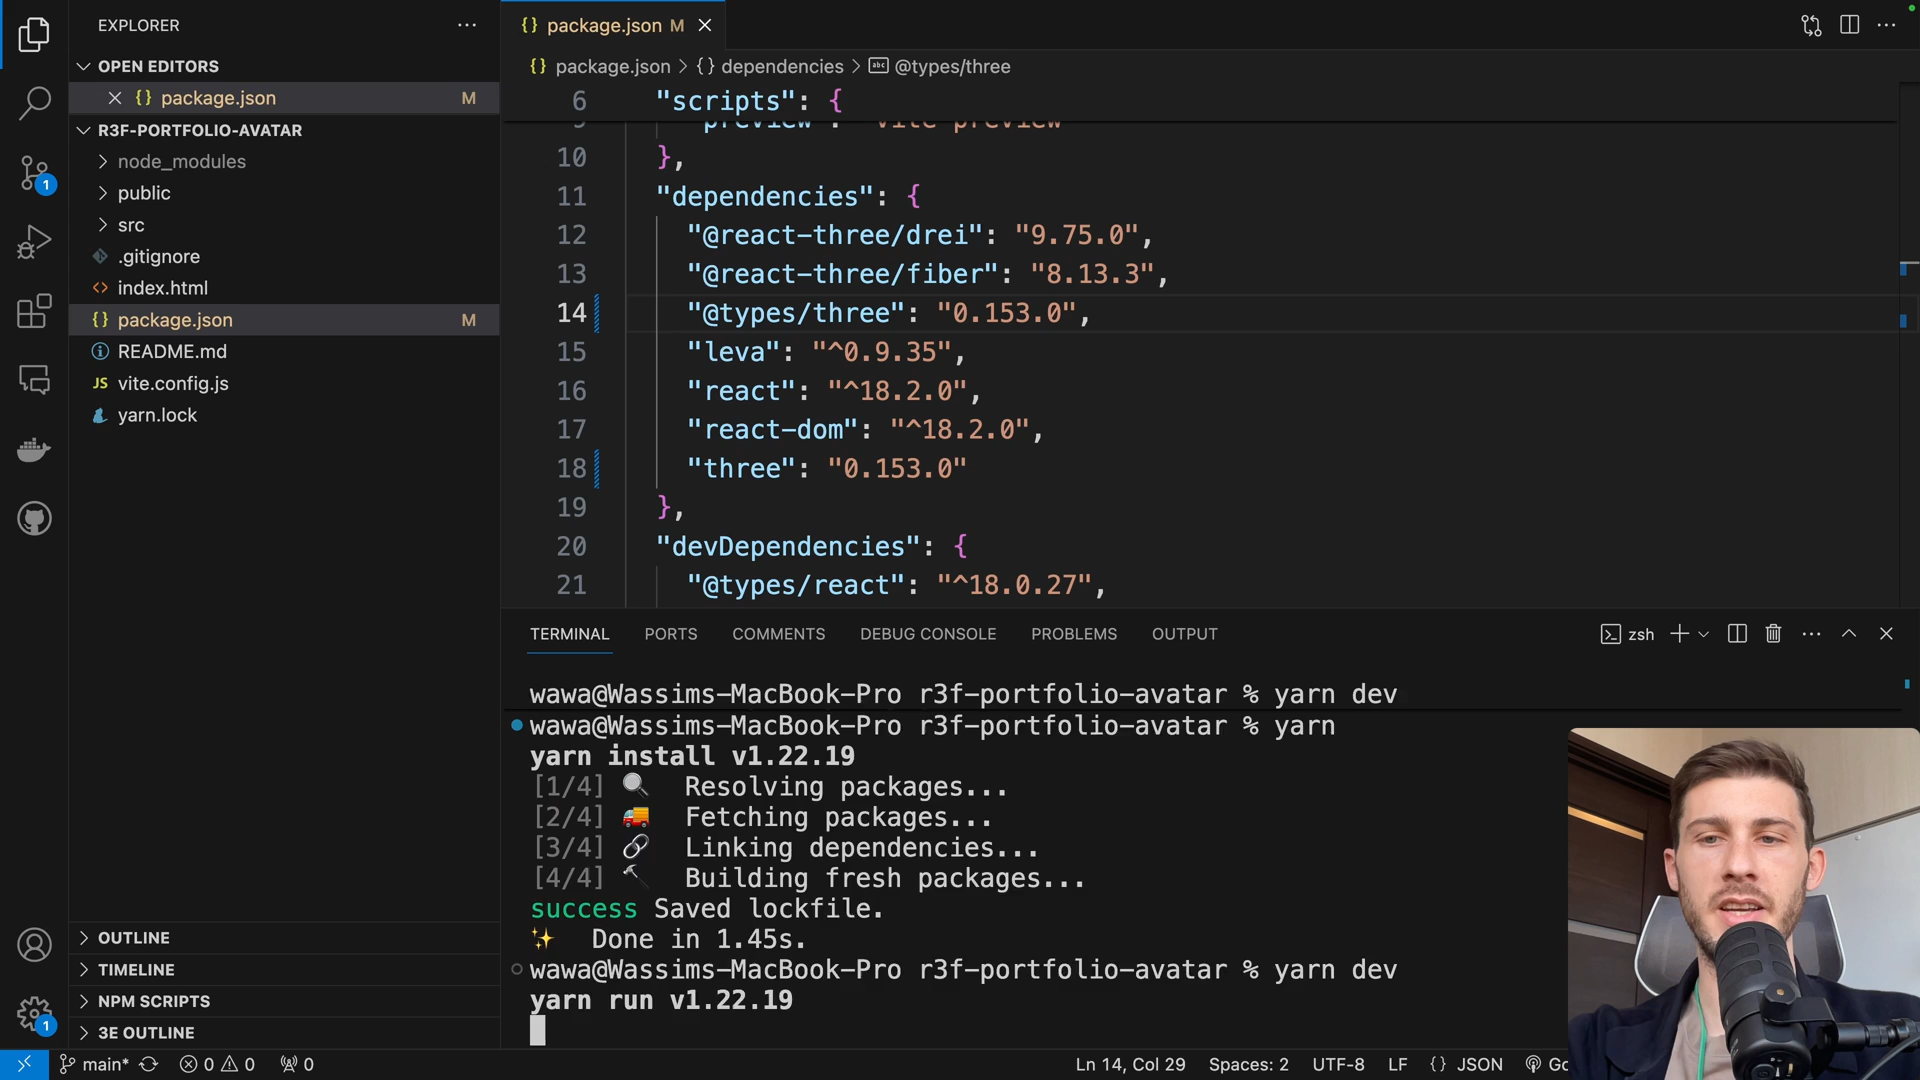 EXPLORER
OPEN EDITORS
{} package.json M
R3F-PORTFOLIO-AVATAR
node_modules
public
src
.gitignore
<> index.html
{} package.json M
README.md
JS vite.config.js
yarn.lock
OUTLINE
TIMELINE
NPM SCRIPTS
3E OUTLINE
1
1
{} package.json M
{} package.json > {} dependencies > abc @types/three
6 "scripts": {
9 "preview": "vite preview"
10 },
11 "dependencies": {
12 "@react-three/drei": "9.75.0",
13 "@react-three/fiber": "8.13.3",
14 "@types/three": "0.153.0",
15 "leva": "^0.9.35",
16 "react": "^18.2.0",
17 "react-dom": "^18.2.0",
18 "three": "0.153.0"
19 },
20 "devDependencies": {
21 "@types/react": "^18.0.27",
TERMINAL PORTS COMMENTS DEBUG CONSOLE PROBLEMS OUTPUT
zsh
wawa@Wassims-MacBook-Pro r3f-portfolio-avatar % yarn dev
wawa@Wassims-MacBook-Pro r3f-portfolio-avatar % yarn
yarn install v1.22.19
[1/4] 🔍 Resolving packages...
[2/4] 🚚 Fetching packages...
[3/4] 🔗 Linking dependencies...
[4/4] 🔨 Building fresh packages...
success Saved lockfile.
✨ Done in 1.45s.
wawa@Wassims-MacBook-Pro r3f-portfolio-avatar % yarn dev
yarn run v1.22.19
main* 0 0 0 Ln 14, Col 29 Spaces: 2 UTF-8 LF {} JSON Go